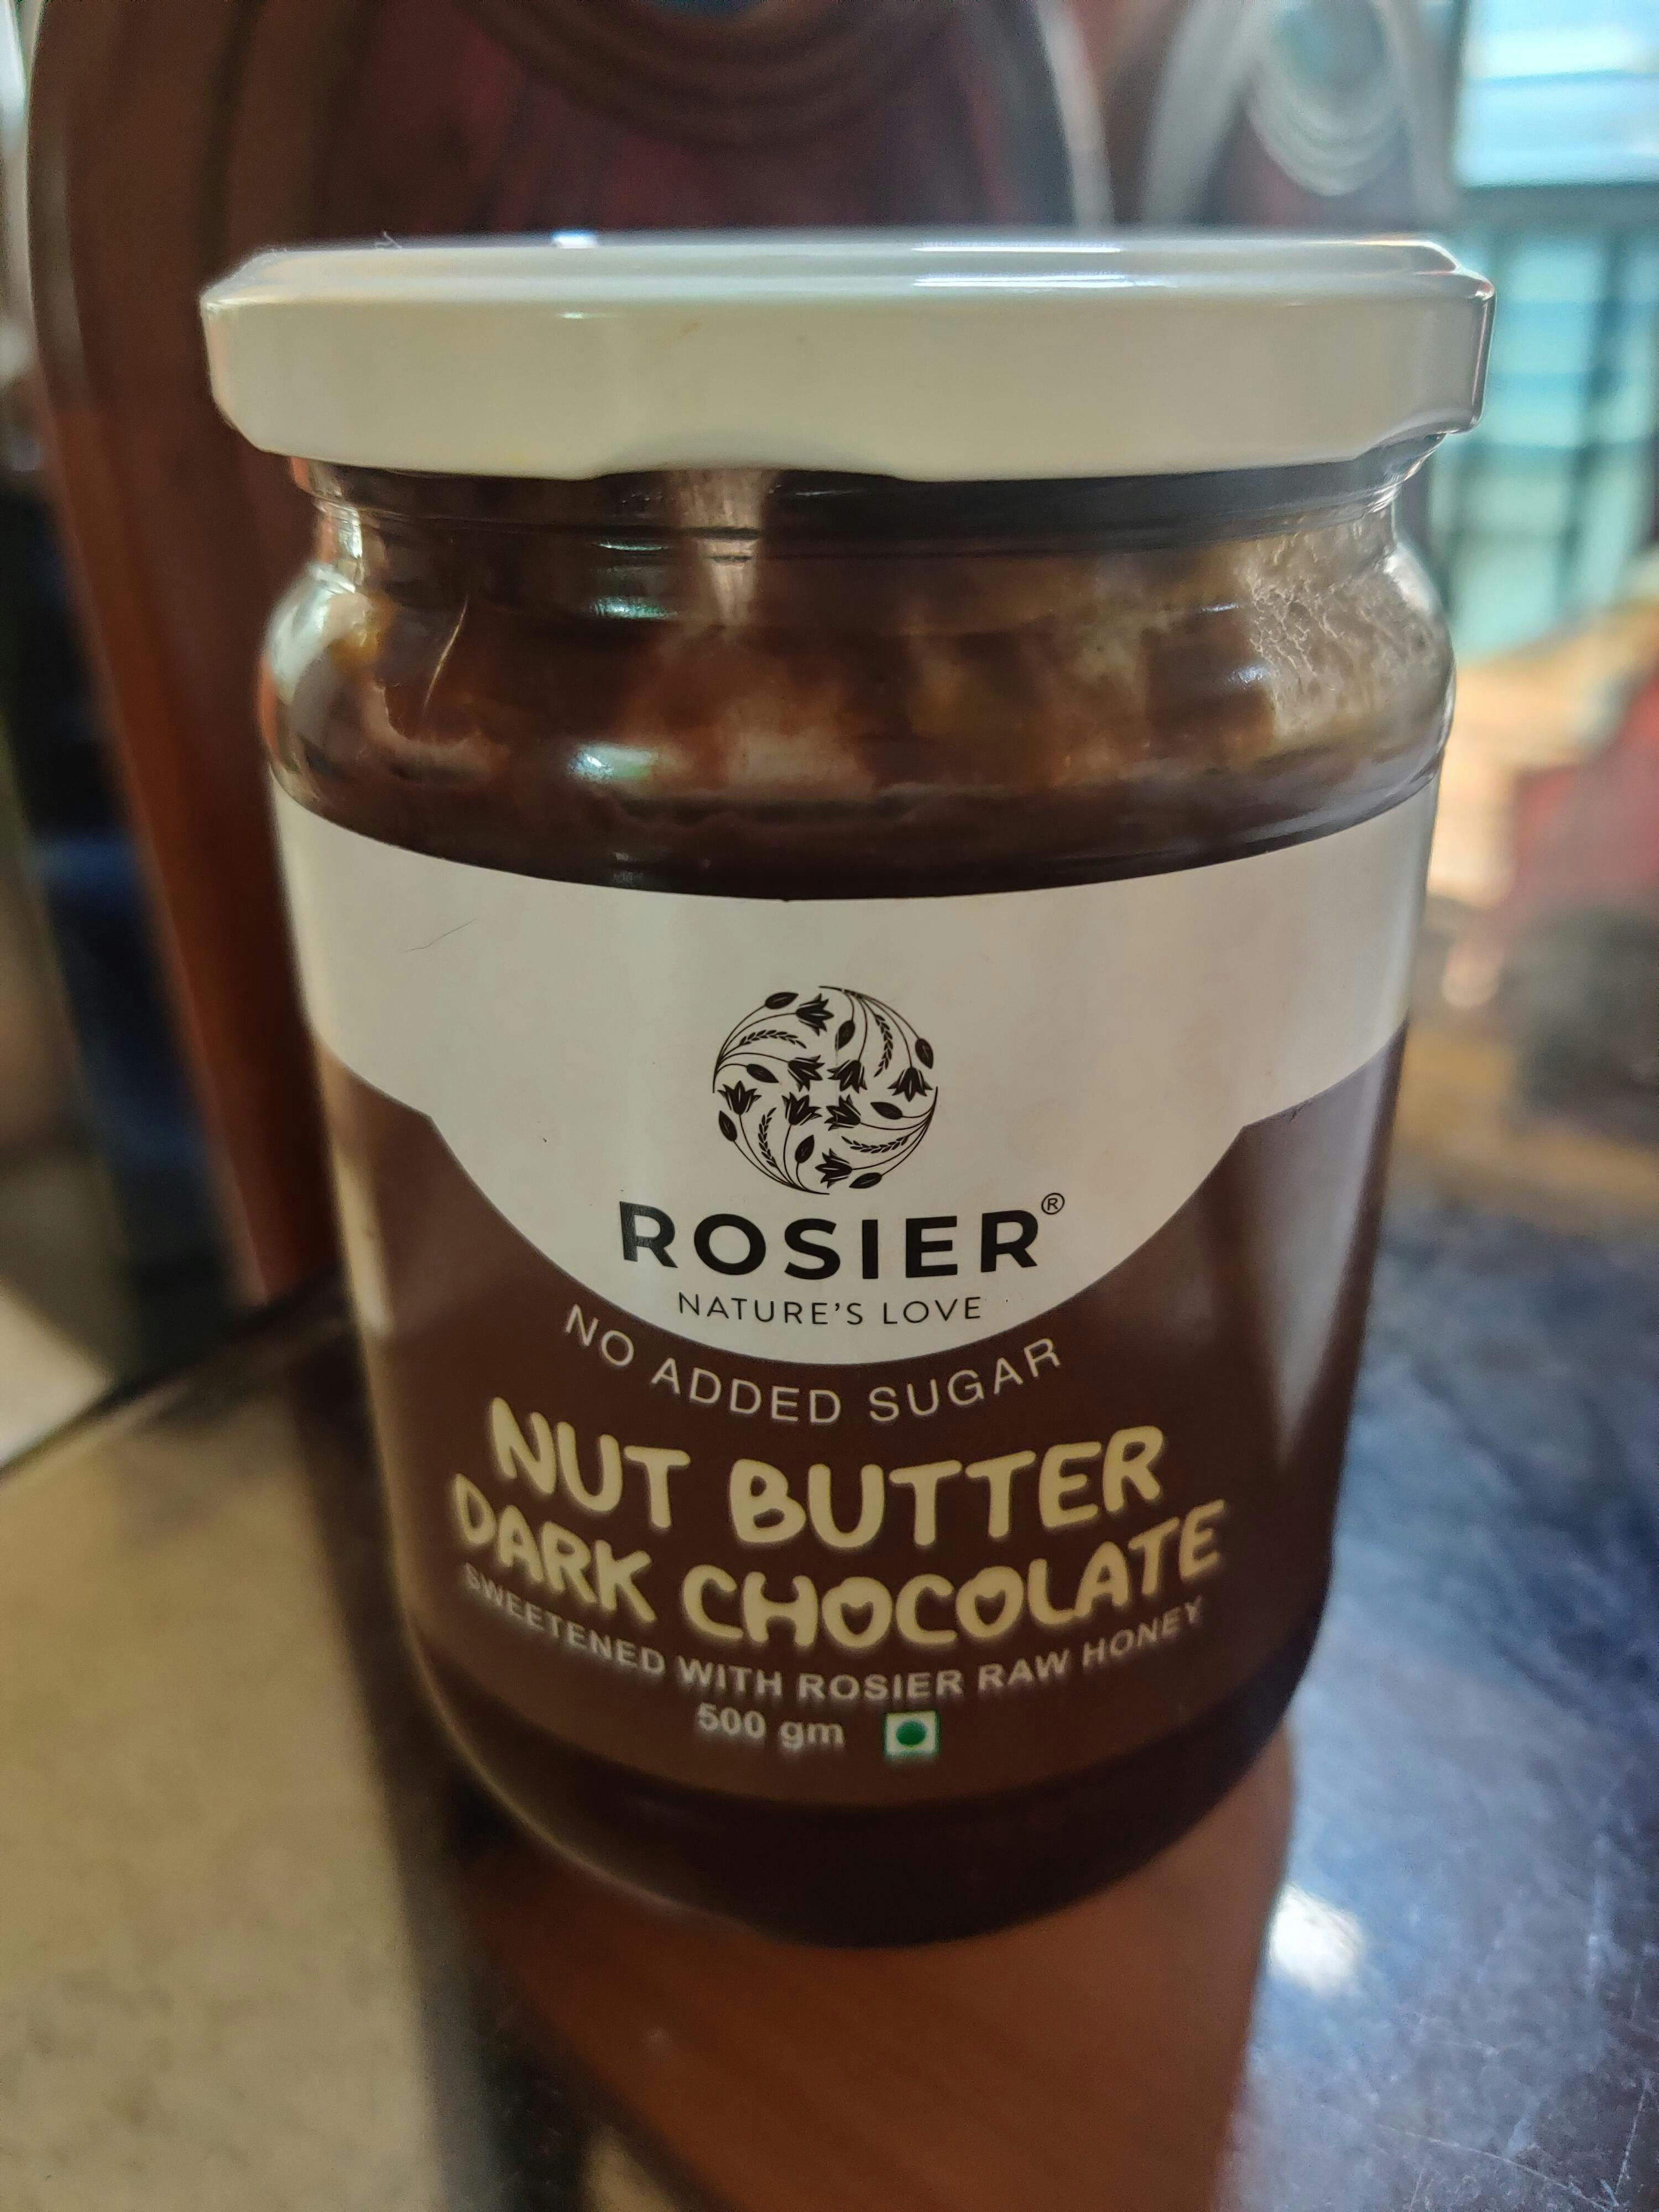 ROSIER®
NATURE'S LOVE
NO ADDED SUGAR
NUT BUTTER
DARK CHOCOLATE
SWEETENED WITH ROSIER RAW HONEY
500 gm